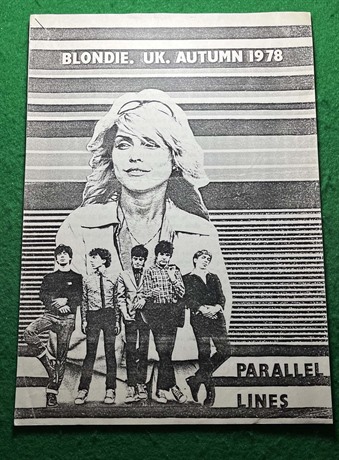 BLONDIE. UK. AUTUMN 1978
PARALLEL
LINES